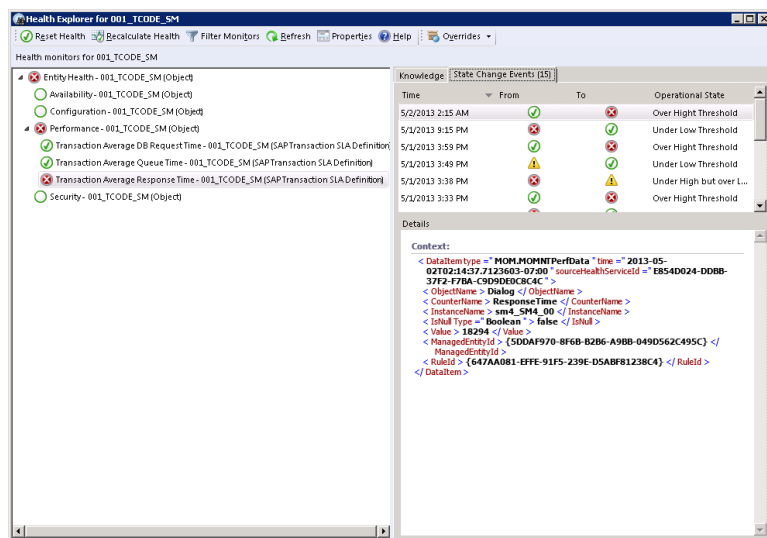 Health Explorer for 001_TCODE_SM
Reset Health Recalculate Health Filter Monitors Refresh Properties Help Overrides
Health monitors for 001_TCODE_SM
Entity Health - 001_TCODE_SM (Object)
Availability - 001_TCODE_SM (Object)
Configuration - 001_TCODE_SM (Object)
Performance - 001_TCODE_SM (Object)
Transaction Average DB Request Time - 001_TCODE_SM (SAP Transaction SLA Definition)
Transaction Average Queue Time - 001_TCODE_SM (SAP Transaction SLA Definition)
Transaction Average Response Time - 001_TCODE_SM (SAP Transaction SLA Definition)
Security - 001_TCODE_SM (Object)
Knowledge State Change Events (15)
Time From To Operational State
5/2/2013 2:15 AM Over Hight Threshold
5/1/2013 9:15 PM Under Low Threshold
5/1/2013 3:59 PM Over Hight Threshold
5/1/2013 3:49 PM Under Low Threshold
5/1/2013 3:38 PM Under High but over L...
5/1/2013 3:33 PM Over Hight Threshold
Details
Context:
< DataItem type =" MOM.MOMNTPerfData " time =" 2013-05-
02T02:14:37.7123603-07:00 " sourceHealthServiceId =" E854D024-DDBB-
37F2-F7BA-C9D9DE0C8C4C " >
< ObjectName > Dialog </ ObjectName >
< CounterName > ResponseTime </ CounterName >
< InstanceName > sm4_SM4_00 </ InstanceName >
< IsNull Type =" Boolean " > false </ IsNull >
< Value > 18294 </ Value >
< ManagedEntityId > {5DDAF970-8F6B-B2B6-A9BB-049D562C495C} </
ManagedEntityId >
< RuleId > {647AA081-EFFE-91F5-239E-D5ABF81238C4} </ RuleId >
</ DataItem >